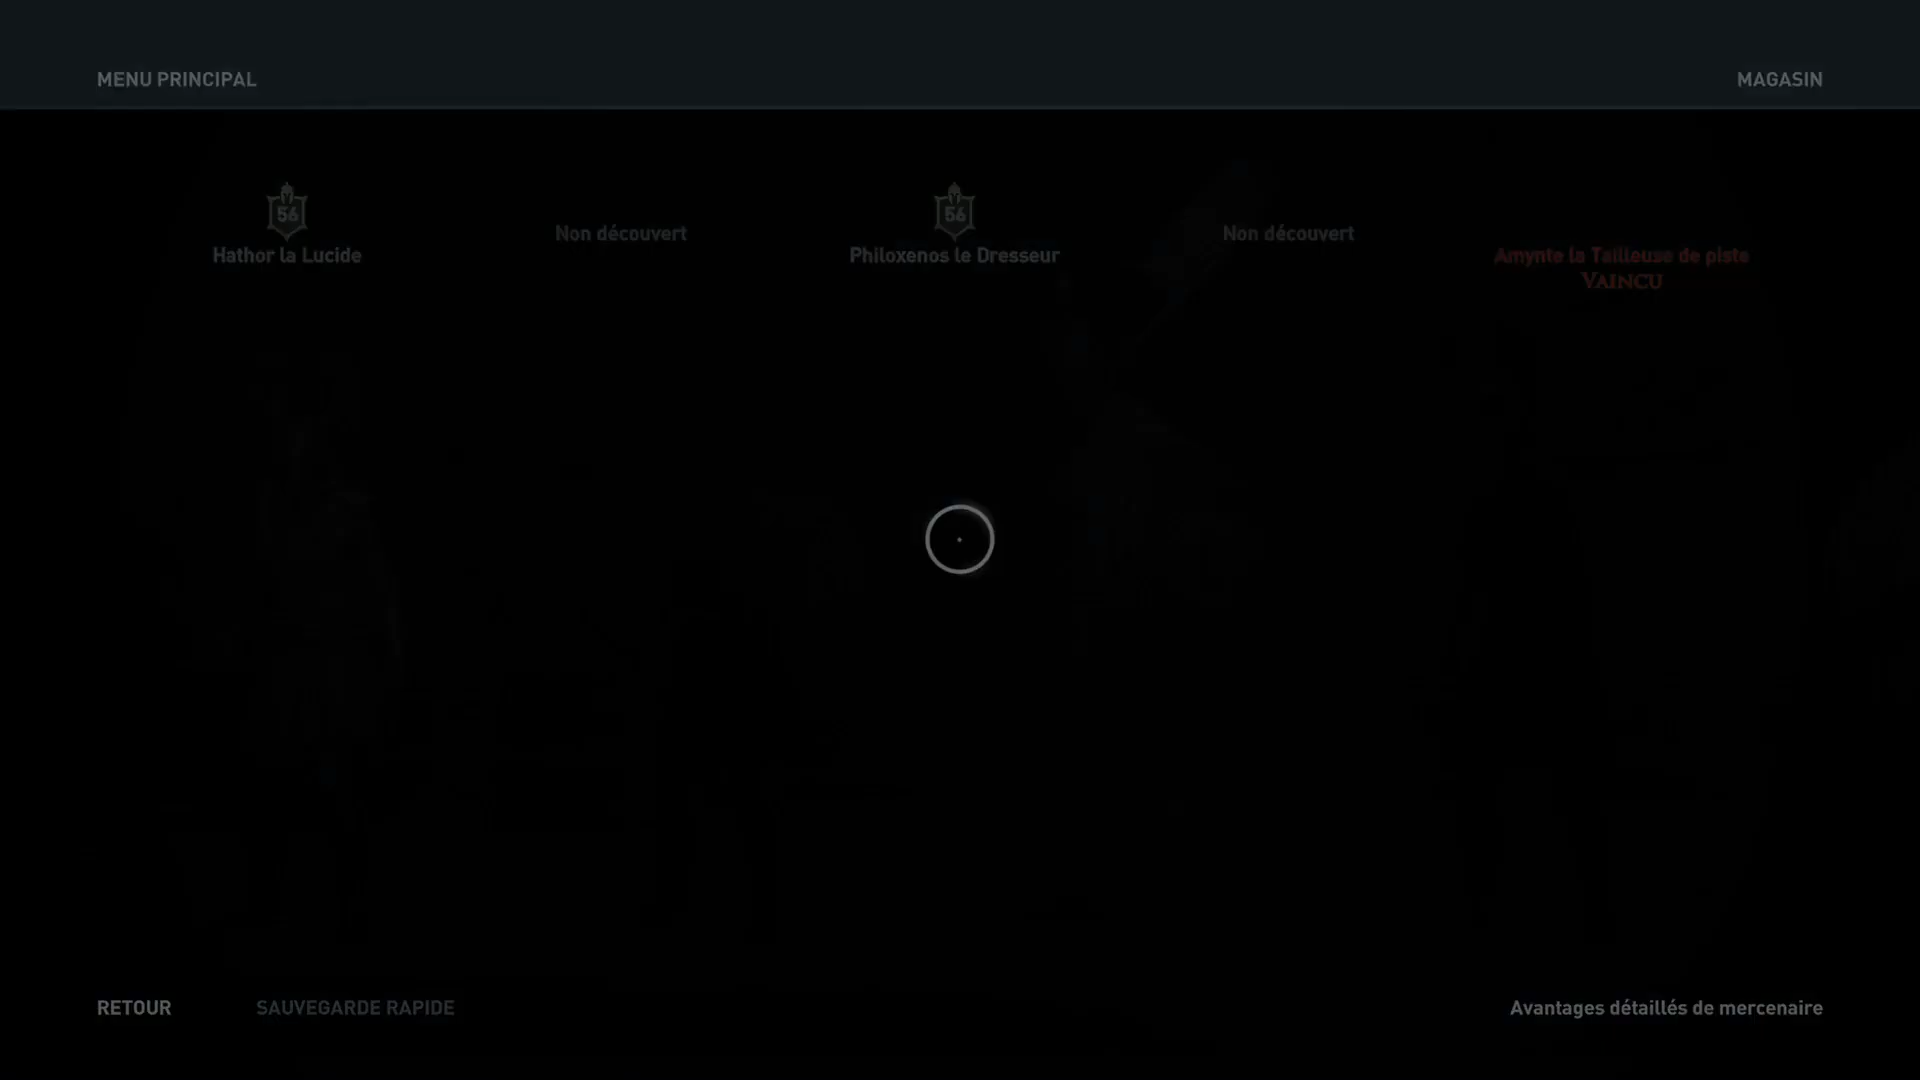 MENU PRINCIPAL
MAGASIN
56
Hathor la Lucide
Non découvert
56
Philoxenos le Dresseur
Non découvert
Amynte la Tailleuse de piste
VAINCU
RETOUR
SAUVEGARDE RAPIDE
Avantages détaillés de mercenaire